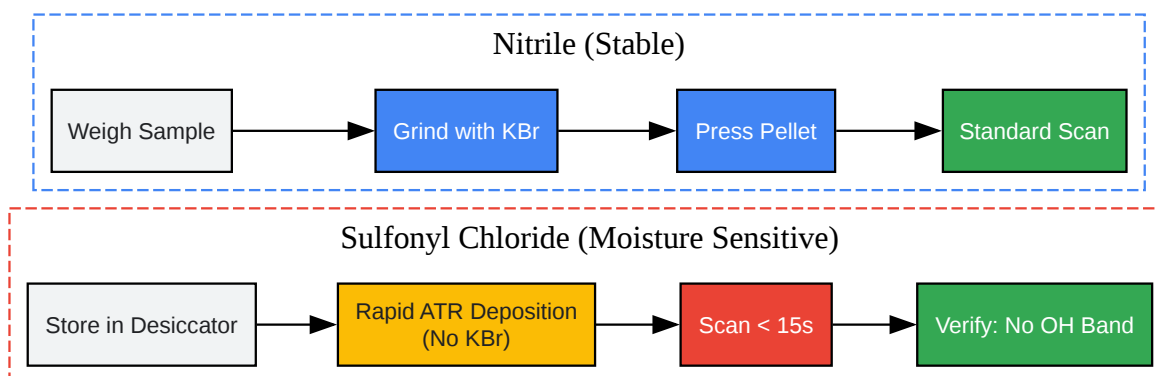 Nitrile (Stable)
Weigh Sample
Grind with KBr
Press Pellet
Standard Scan
Sulfonyl Chloride (Moisture Sensitive)
Store in Desiccator
Rapid ATR Deposition
(No KBr)
Scan < 15s
Verify: No OH Band